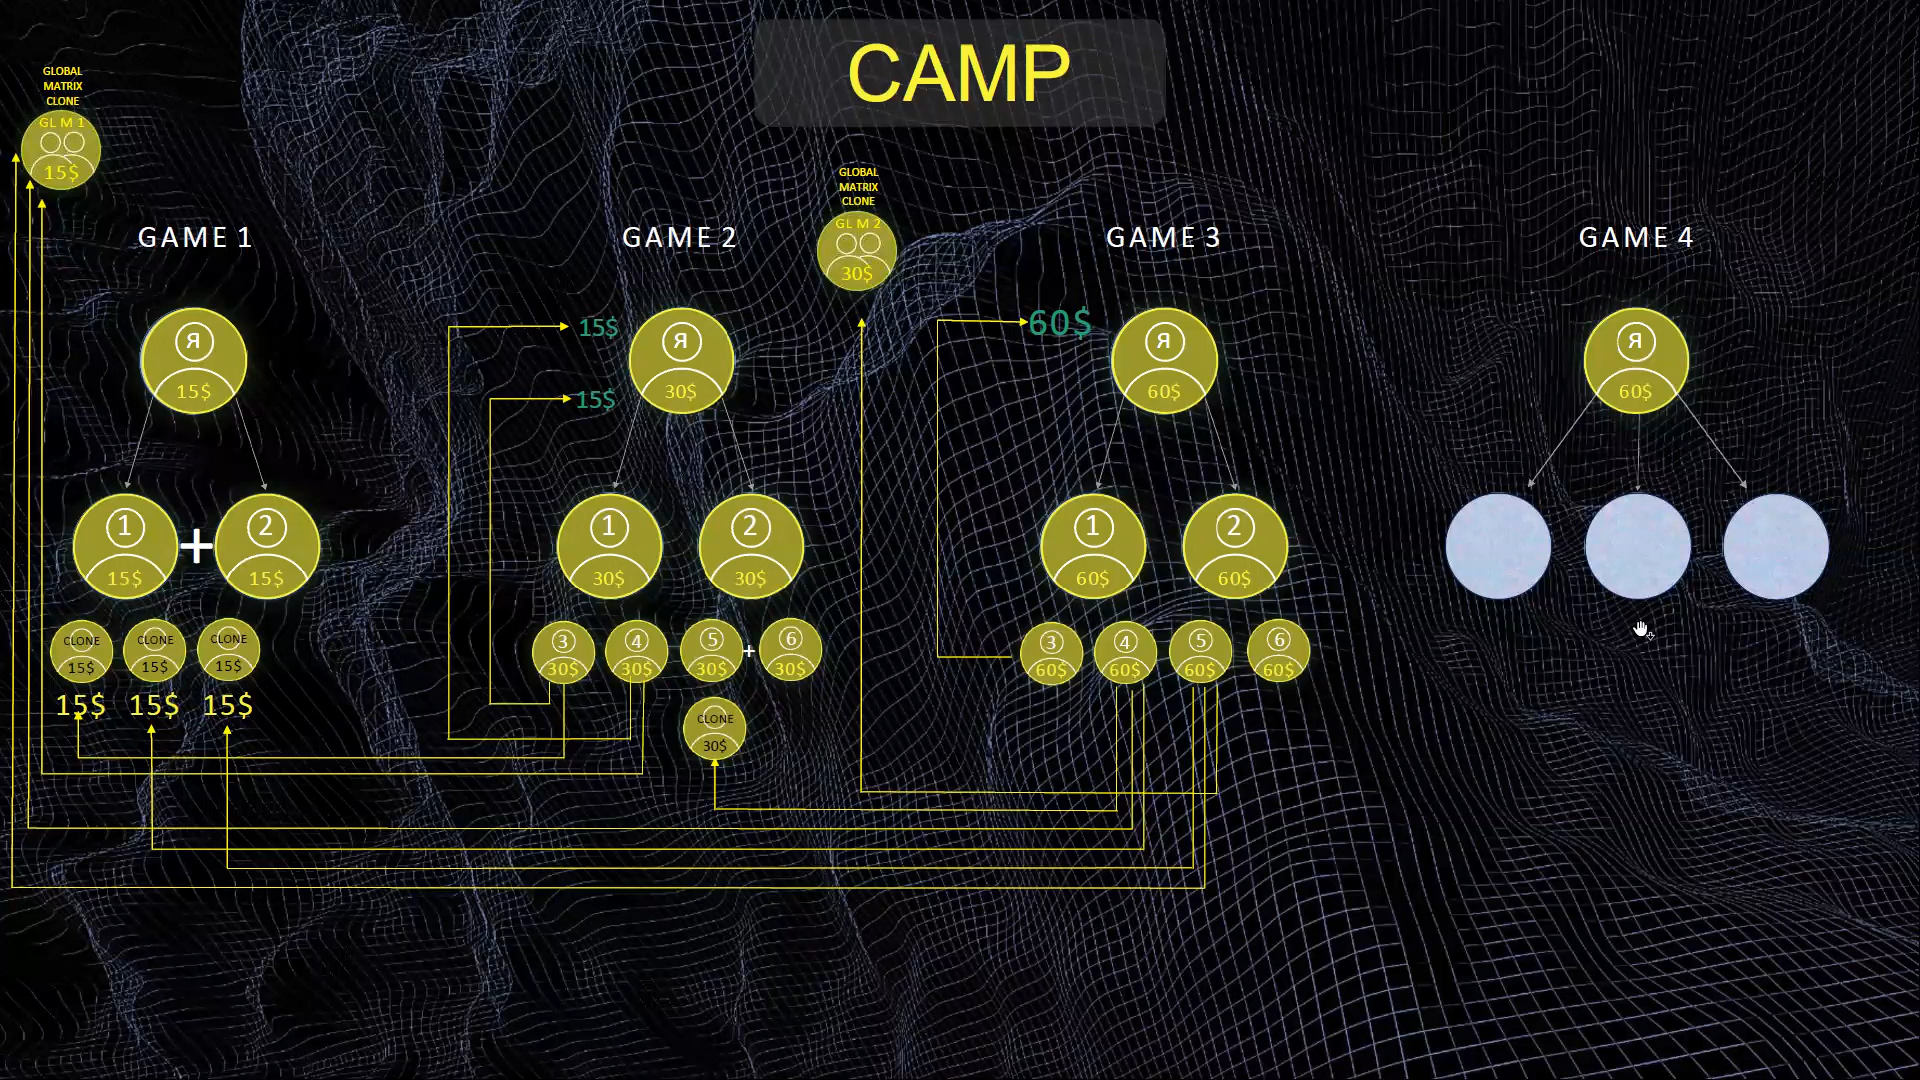 CAMP
GLOBAL
MATRIX
CLONE
GL M 1
15$
GLOBAL
MATRIX
CLONE
GL M 2
30$
GAME 1
GAME 2
GAME 3
GAME 4
Я
15$
15$
15$
Я
30$
60$
Я
60$
Я
60$
1
15$
+
2
15$
1
30$
2
30$
1
60$
2
60$
CLONE
15$
CLONE
15$
CLONE
15$
3
30$
4
30$
5
30$
+
6
30$
3
60$
4
60$
5
60$
6
60$
15$ 15$ 15$
CLONE
30$